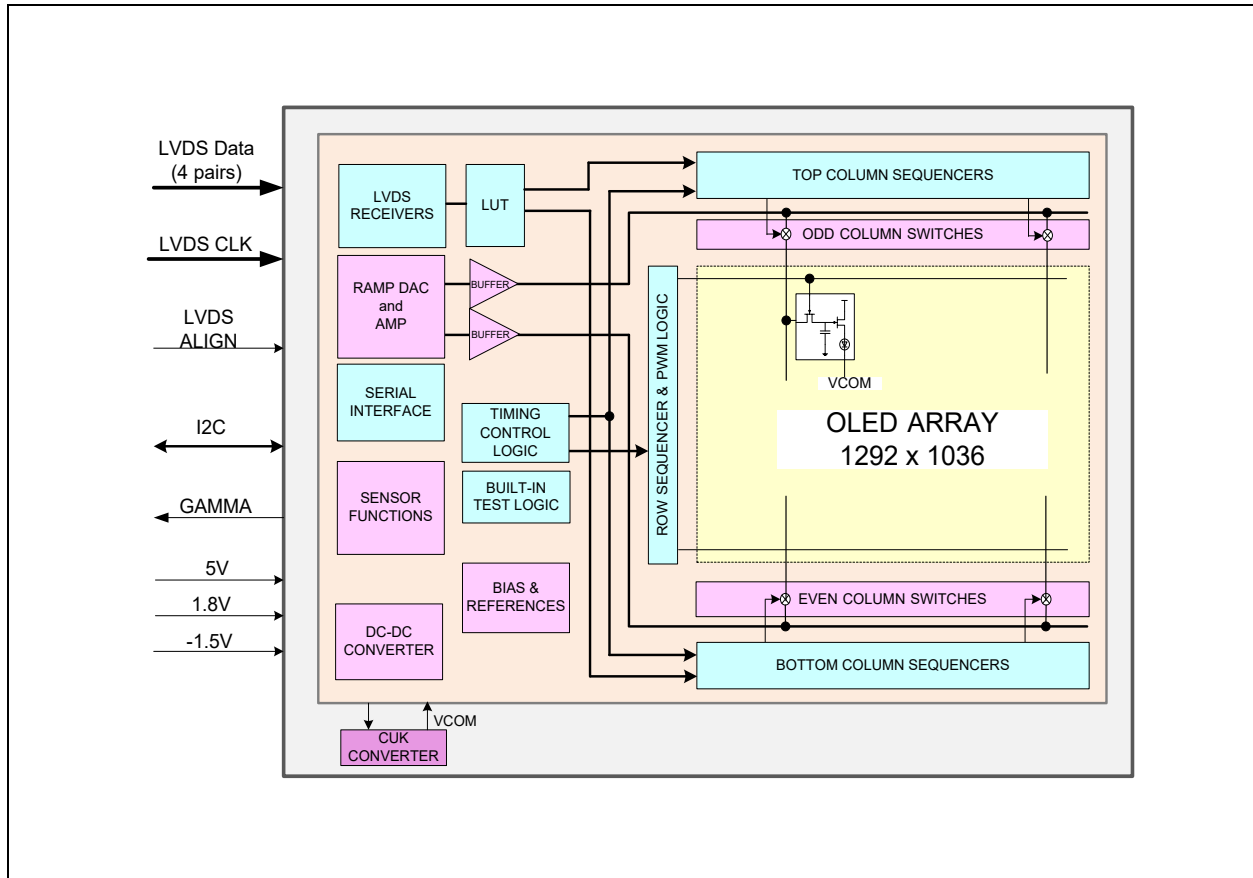 LVDS Data
(4 pairs)
LVDS CLK
LVDS
ALIGN
I2C
GAMMA
5V
1.8V
-1.5V
LVDS
RECEIVERS
LUT
RAMP DAC
and
AMP
BUFFER
BUFFER
SERIAL
INTERFACE
TIMING
CONTROL
LOGIC
SENSOR
FUNCTIONS
BUILT-IN
TEST LOGIC
BIAS &
REFERENCES
DC-DC
CONVERTER
VCOM
CUK
CONVERTER
ROW SEQUENCER & PWM LOGIC
TOP COLUMN SEQUENCERS
ODD COLUMN SWITCHES
VCOM
OLED ARRAY
1292 x 1036
EVEN COLUMN SWITCHES
BOTTOM COLUMN SEQUENCERS